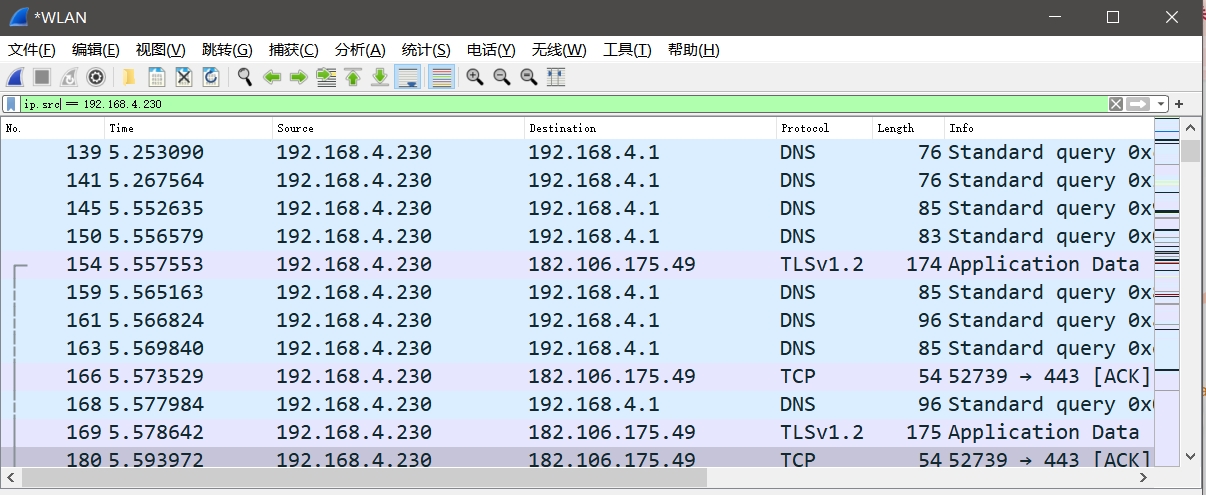 *WLAN
文件(F) 编辑(E) 视图(V) 跳转(G) 捕获(C) 分析(A) 统计(S) 电话(Y) 无线(W) 工具(T) 帮助(H)
ip.src == 192.168.4.230
No. Time Source Destination Protocol Length Info
139 5.253090 192.168.4.230 192.168.4.1 DNS 76 Standard query 0x
141 5.267564 192.168.4.230 192.168.4.1 DNS 76 Standard query 0x
145 5.552635 192.168.4.230 192.168.4.1 DNS 85 Standard query 0x
150 5.556579 192.168.4.230 192.168.4.1 DNS 83 Standard query 0x
154 5.557553 192.168.4.230 182.106.175.49 TLSv1.2 174 Application Data
159 5.565163 192.168.4.230 192.168.4.1 DNS 85 Standard query 0x
161 5.566824 192.168.4.230 192.168.4.1 DNS 96 Standard query 0x
163 5.569840 192.168.4.230 192.168.4.1 DNS 85 Standard query 0x
166 5.573529 192.168.4.230 182.106.175.49 TCP 54 52739 → 443 [ACK]
168 5.577984 192.168.4.230 192.168.4.1 DNS 96 Standard query 0x
169 5.578642 192.168.4.230 182.106.175.49 TLSv1.2 175 Application Data
180 5.593972 192.168.4.230 182.106.175.49 TCP 54 52739 → 443 [ACK]